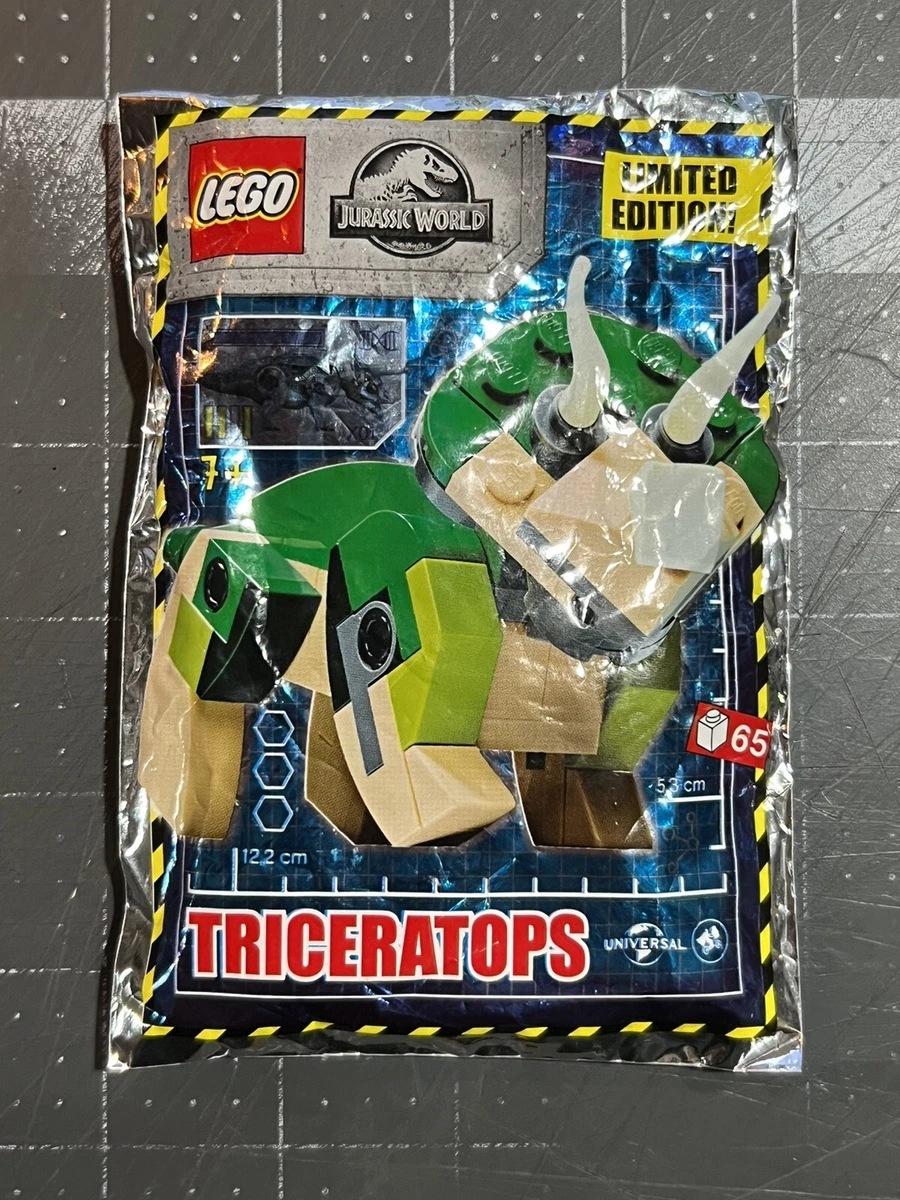 LEGO
JURASSIC WORLD
LIMITED
EDITION!
7+
65
5.3 cm
12.2 cm
TRICERATOPS
UNIVERSAL